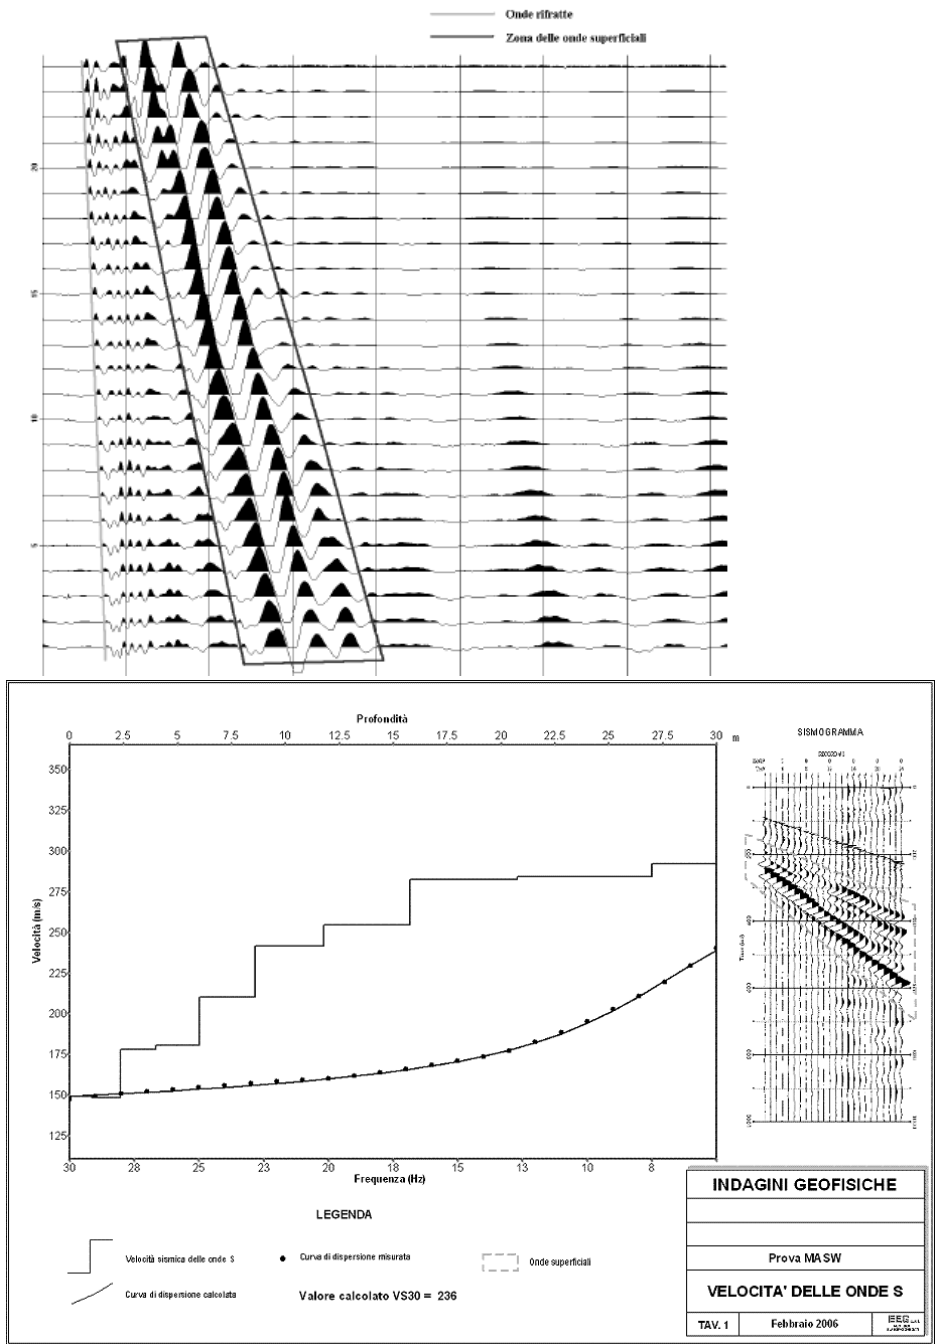 Onde rifratte
Zona delle onde superficiali
20
15
10
5
Profondità
0 2.5 5 7.5 10 12.5 15 17.5 20 22.5 25 27.5 30 m
350
325
300
275
250
225
200
175
150
125
Velocità (m/s)
30 28 25 23 20 18 15 13 10 8
Frequenza (Hz)
SISMOGRAMMA
LEGENDA
Velocità sismica delle onde S
Curva di dispersione misurata
Onde superficiali
Curva di dispersione calcolata
Valore calcolato VS30 = 236
INDAGINI GEOFISICHE
Prova MASW
VELOCITA' DELLE ONDE S
TAV. 1 Febbraio 2006